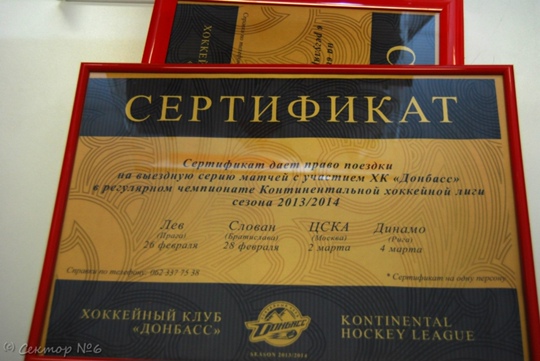 СЕРТИФИКАТ
Сертификат дает право поездки
на выездную серию матчей с участием ХК «Донбасс»
в регулярном чемпионате Континентальной хоккейной лиги
сезона 2013/2014
Лев Слован ЦСКА Динамо
(Прага) (Братислава) (Москва) (Рига)
26 февраля 28 февраля 2 марта 4 марта
Справки по телефону: 062 337 75 38
* Сертификат на одну персону
ХОККЕЙНЫЙ КЛУБ
«ДОНБАСС»
ДОНБАСС
KONTINENTAL
HOCKEY LEAGUE
(c) Сектор №6